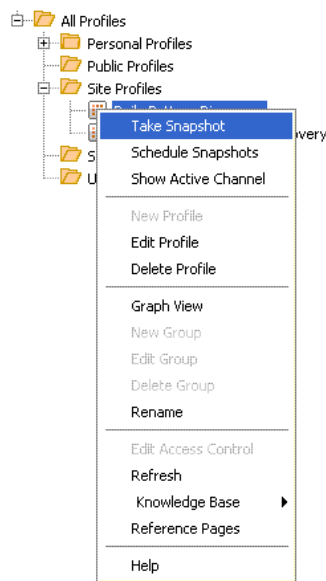 All Profiles
Personal Profiles
Public Profiles
Site Profiles
Take Snapshot
very
Schedule Snapshots
S
Show Active Channel
U
New Profile
Edit Profile
Delete Profile
Graph View
New Group
Edit Group
Delete Group
Rename
Edit Access Control
Refresh
Knowledge Base
Reference Pages
Help